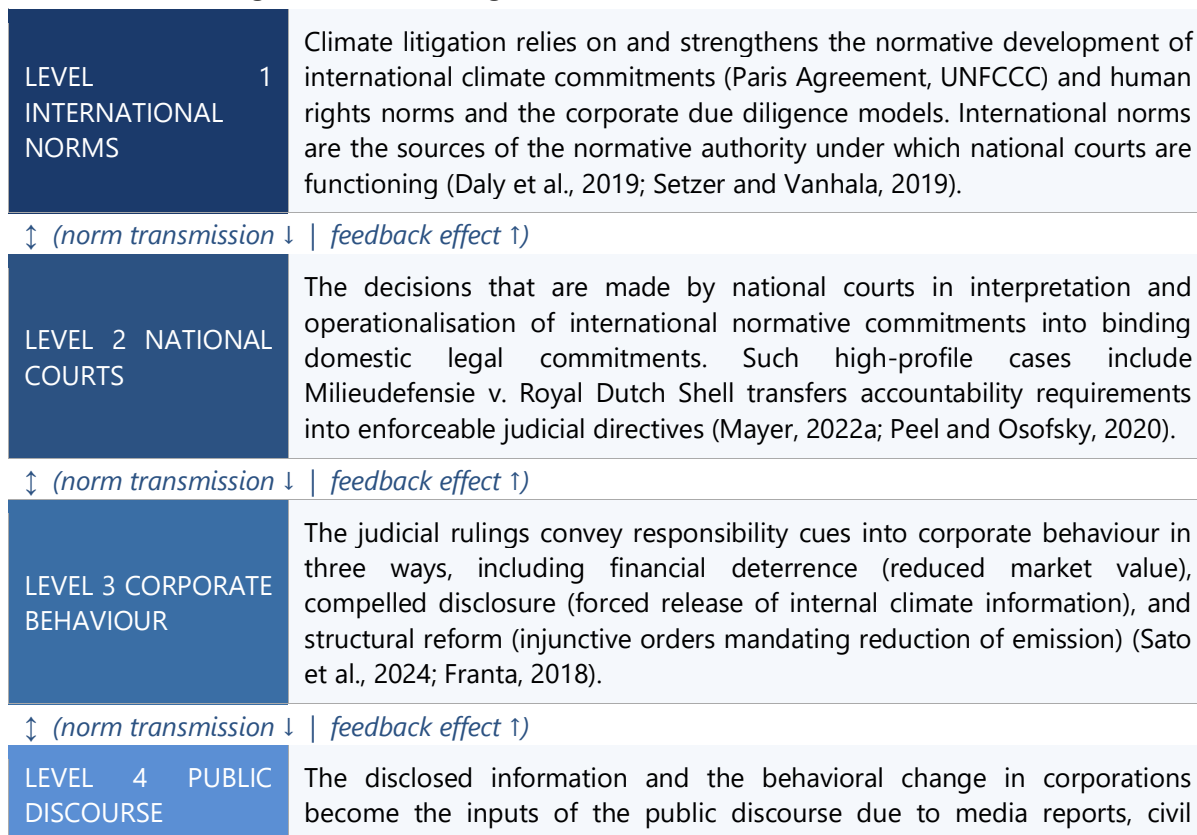 LEVEL 1
INTERNATIONAL
NORMS
Climate litigation relies on and strengthens the normative development of
international climate commitments (Paris Agreement, UNFCCC) and human
rights norms and the corporate due diligence models. International norms
are the sources of the normative authority under which national courts are
functioning (Daly et al., 2019; Setzer and Vanhala, 2019).
↕ (norm transmission ↓ | feedback effect ↑)
LEVEL 2 NATIONAL
COURTS
The decisions that are made by national courts in interpretation and
operationalisation of international normative commitments into binding
domestic legal commitments. Such high-profile cases include
Milieudefensie v. Royal Dutch Shell transfers accountability requirements
into enforceable judicial directives (Mayer, 2022a; Peel and Osofsky, 2020).
↕ (norm transmission ↓ | feedback effect ↑)
LEVEL 3 CORPORATE
BEHAVIOUR
The judicial rulings convey responsibility cues into corporate behaviour in
three ways, including financial deterrence (reduced market value),
compelled disclosure (forced release of internal climate information), and
structural reform (injunctive orders mandating reduction of emission) (Sato
et al., 2024; Franta, 2018).
↕ (norm transmission ↓ | feedback effect ↑)
LEVEL 4 PUBLIC
DISCOURSE
The disclosed information and the behavioral change in corporations
become the inputs of the public discourse due to media reports, civil